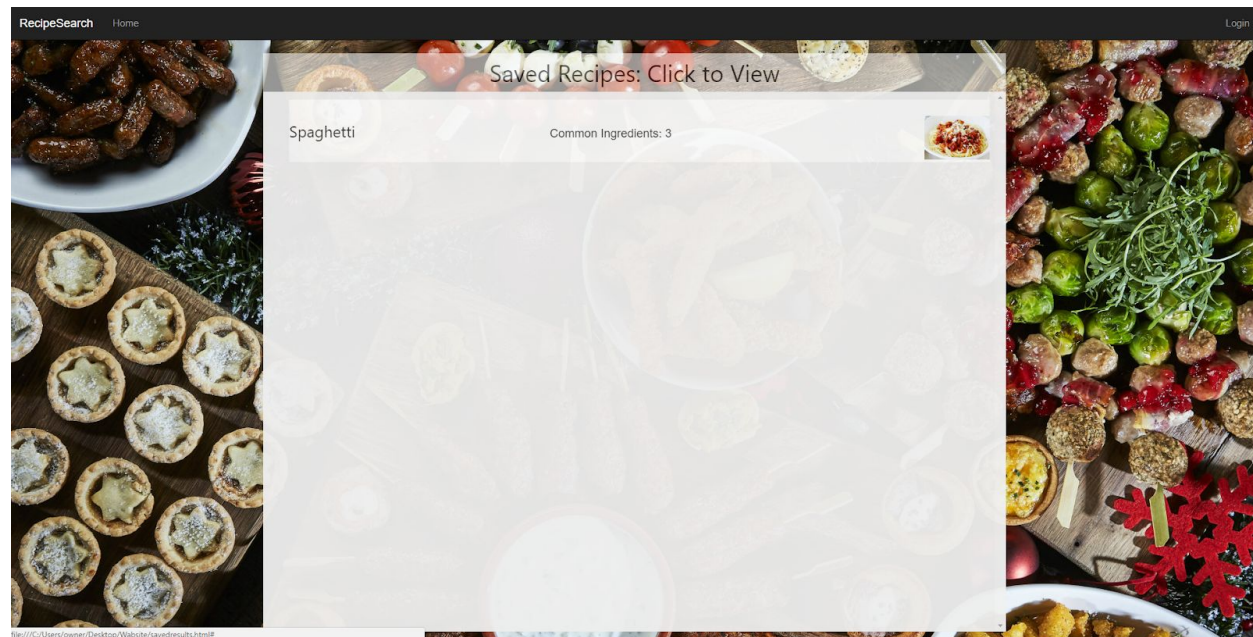 RecipeSearch Home Login
Saved Recipes: Click to View
Spaghetti Common Ingredients: 3
file:///C:/Users/owner/Desktop/Website/savedresults.html#